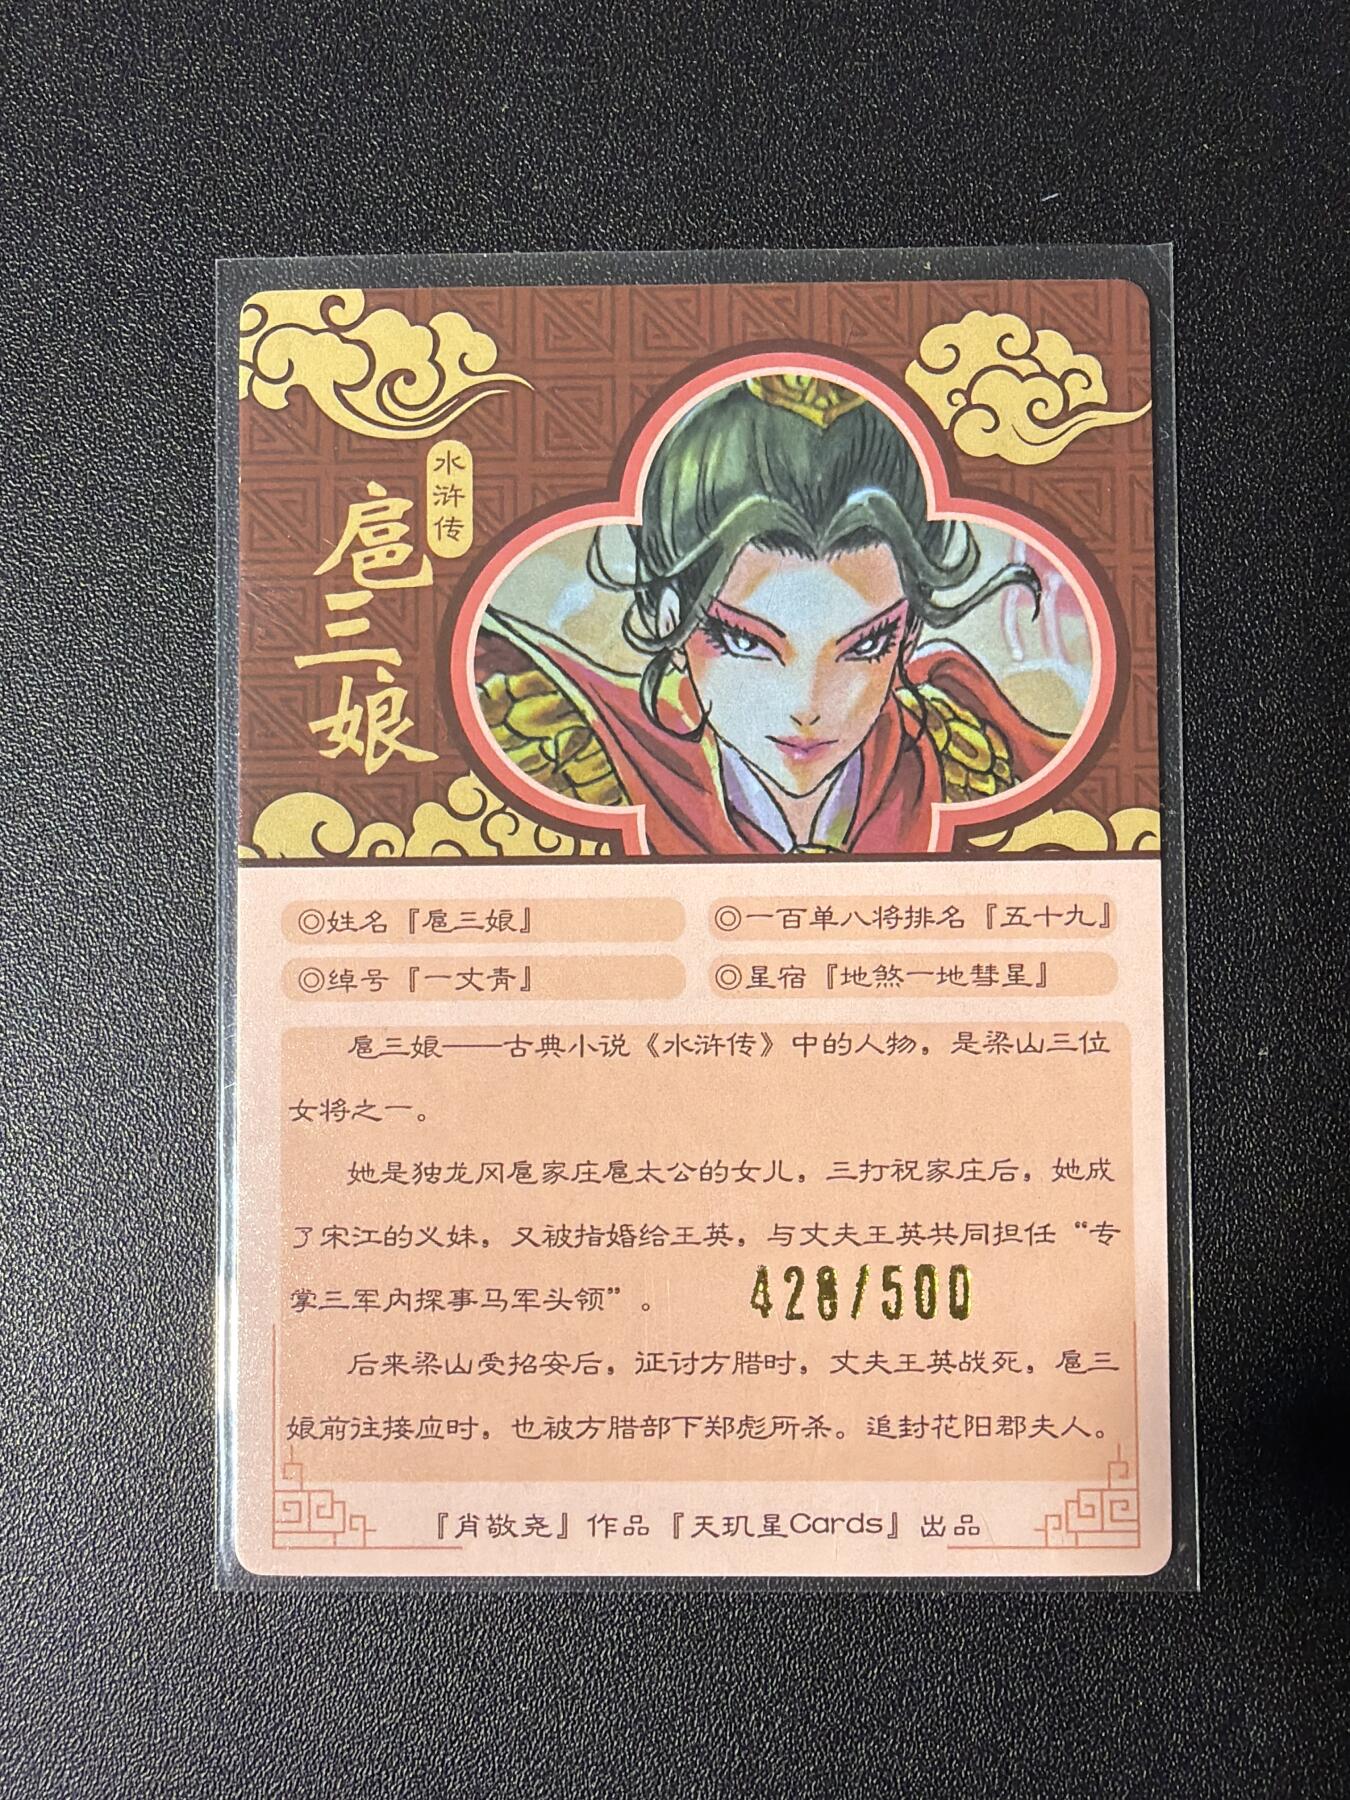 水浒传
扈三娘
◎姓名『扈三娘』
◎一百单八将排名『五十九』
◎绰号『一丈青』
◎星宿『地煞一地彗星』
扈三娘——古典小说《水浒传》中的人物，是梁山三位
女将之一。
她是独龙冈扈家庄扈太公的女儿，三打祝家庄后，她成
了宋江的义妹，又被指婚给王英，与丈夫王英共同担任“专
掌三军内探事马军头领”。
428/500
后来梁山受招安后，证讨方腊时，丈夫王英战死，扈三
娘前往接应时，也被方腊部下郑彪所杀。追封花阳郡夫人。
『肖敬尧』作品『天玑星Cards』出品